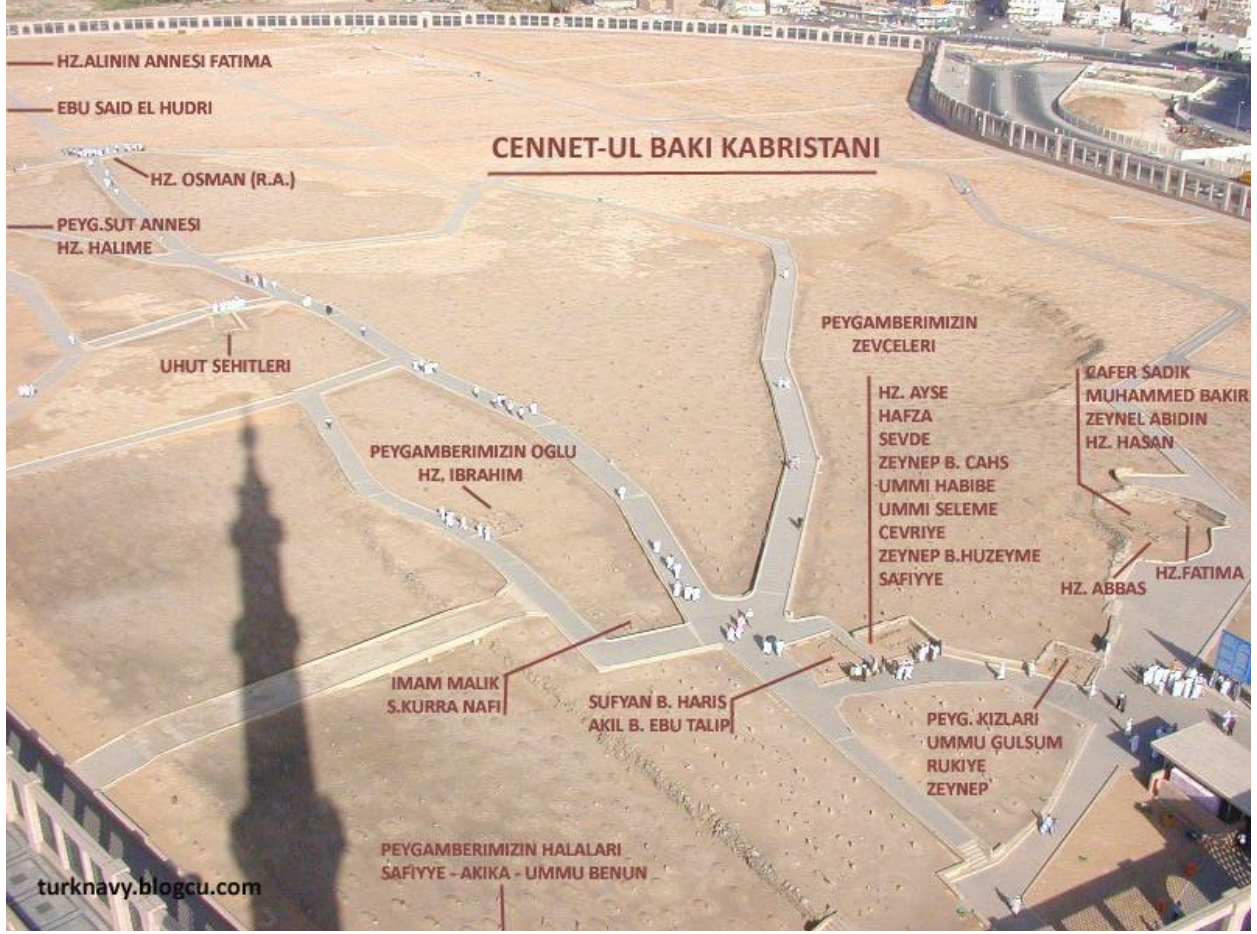 HZ.ALININ ANNESI FATIMA
EBU SAID EL HUDRI
CENNET-UL BAKI KABRISTANI
HZ. OSMAN (R.A.)
PEYG.SUT ANNESI
HZ. HALIME
UHUT SEHITLERI
PEYGAMBERIMIZIN
ZEVCELERI
HZ. AYSE
HAFZA
SEVDE
ZEYNEP B. CAHS
UMMI HABIBE
UMMI SELEME
CEVRIYE
ZEYNEP B.HUZEYME
SAFIYYE
CAFER SADIK
MUHAMMED BAKIR
ZEYNEL ABIDIN
HZ. HASAN
PEYGAMBERIMIZIN OGLU
HZ. IBRAHIM
HZ. ABBAS
HZ.FATIMA
IMAM MALIK
S.KURRA NAFI
SUFYAN B. HARIS
AKIL B. EBU TALIP
PEYG. KIZLARI
UMMU GULSUM
RUKIYE
ZEYNEP
PEYGAMBERIMIZIN HALALARI
SAFIYYE - AKIKA - UMMU BENUN
turknavy.blogcu.com